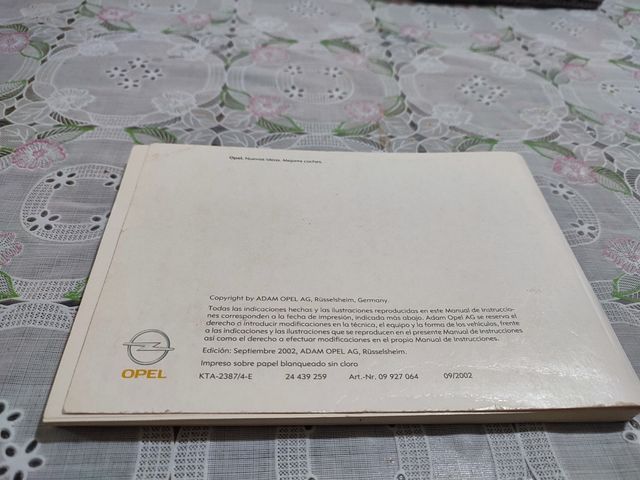 Opel. Nuevas ideas. Mejores coches.
Copyright by ADAM OPEL AG, Rüsselsheim, Germany.
Todas las indicaciones hechas y las ilustraciones reproducidas en este Manual de Instruccio-
nes corresponden a la fecha de impresión, indicada más abajo. Adam Opel AG se reserva el
derecho a introducir modificaciones en la técnica, el equipo y la forma de los vehículos, frente
a las indicaciones y las ilustraciones que se reproducen en el presente Manual de Instrucciones
así como el derecho a efectuar modificaciones en el propio Manual de Instrucciones.
Edición: Septiembre 2002, ADAM OPEL AG, Rüsselsheim.
Impreso sobre papel blanqueado sin cloro
OPEL
KTA-2387/4-E 24 439 259 Art.-Nr. 09 927 064 09/2002